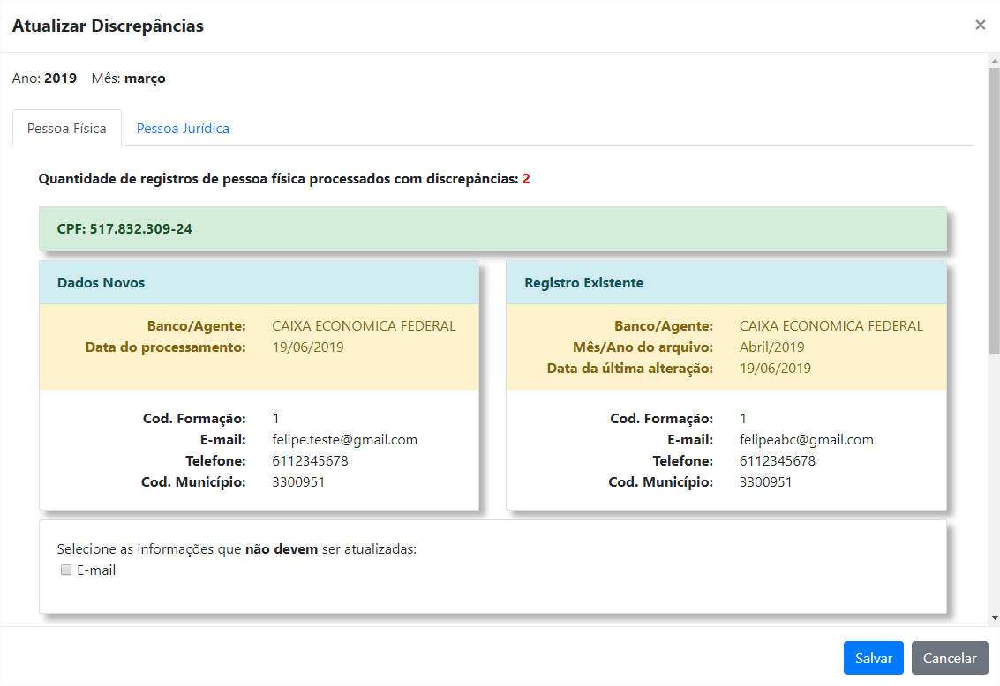 Atualizar Discrepâncias
×
Ano: 2019 Mês: março
Pessoa Física Pessoa Jurídica
Quantidade de registros de pessoa física processados com discrepâncias: 2
CPF: 517.832.309-24
Dados Novos
Banco/Agente: CAIXA ECONOMICA FEDERAL
Data do processamento: 19/06/2019
Cod. Formação: 1
E-mail: felipe.teste@gmail.com
Telefone: 6112345678
Cod. Município: 3300951
Registro Existente
Banco/Agente: CAIXA ECONOMICA FEDERAL
Mês/Ano do arquivo: Abril/2019
Data da última alteração: 19/06/2019
Cod. Formação: 1
E-mail: felipeabc@gmail.com
Telefone: 6112345678
Cod. Município: 3300951
Selecione as informações que não devem ser atualizadas:
E-mail
Salvar Cancelar